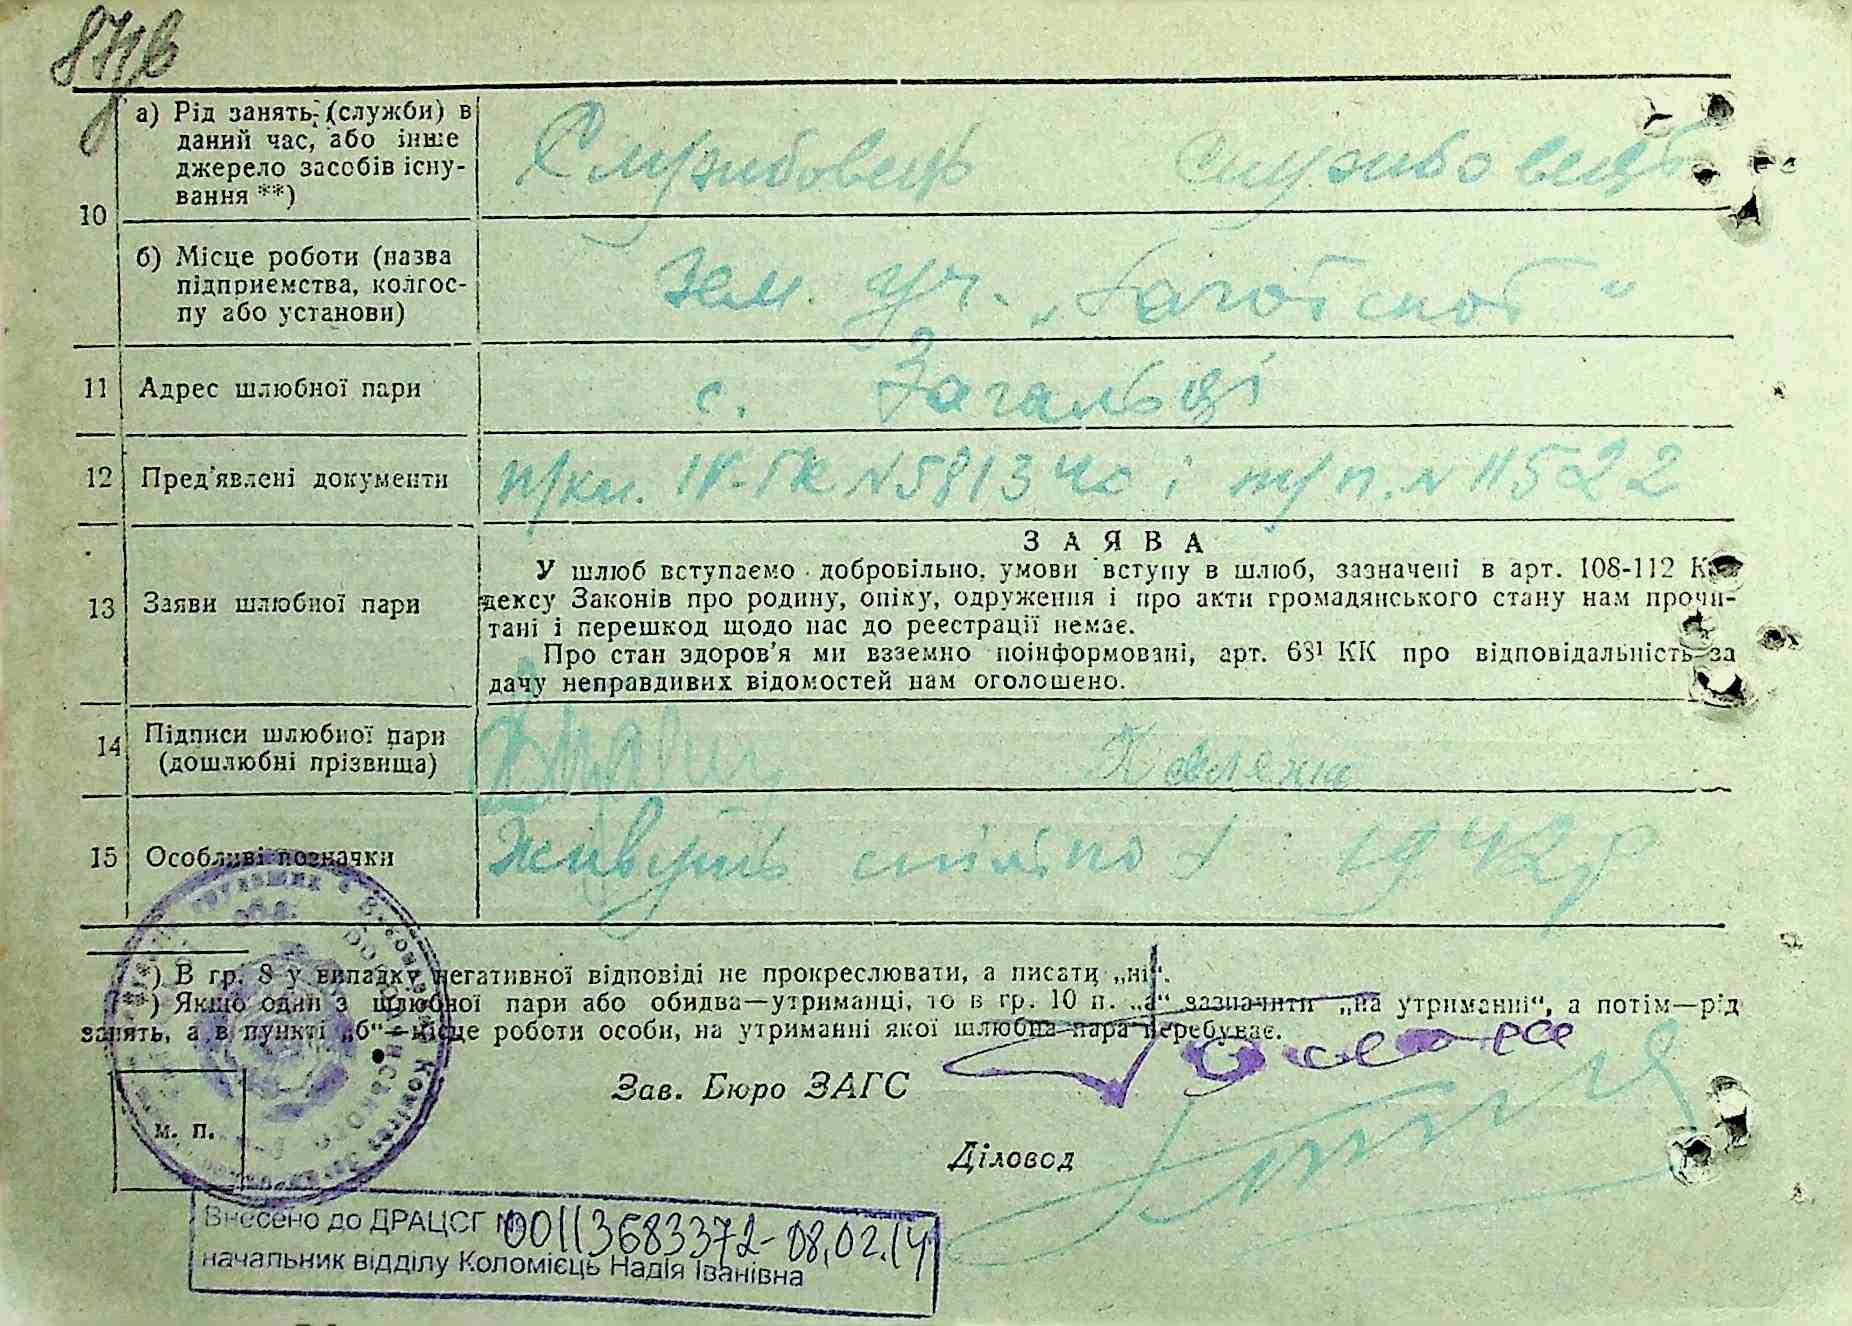 10
а) Рід занять, (служби) в
даний час, або інше
джерело засобів існу-
вання **)
Службовець службовець
б) Місце роботи (назва
підприємства, колгос-
пу або установи)
Зем. уч.
11 Адрес шлюбної пари
с. Загальці
12 Пред'явлені документи
N 5813 і N 11522
13 Заяви шлюбної пари
ЗАЯВА
У шлюб вступаємо добровільно, умови вступу в шлюб, зазначені в арт. 108-112 Ко-
дексу Законів про родину, опіку, одруження і про акти громадянського стану нам прочи-
тані і перешкод щодо нас до реєстрації немає.
Про стан здоров'я ми взаємно поінформовані, арт. 68¹ КК про відповідальність за
дачу неправдивих відомостей нам оголошено.
14 Підписи шлюбної пари
(дошлюбні прізвища)
15 Особливі позначки
Живуть спільно з 1942 р
*) В гр. 8 у випадку негативної відповіді не прокреслювати, а писати „ні“.
**) Якщо один з шлюбної пари або обидва—утриманці, то в гр. 10 п. „а“ зазначити „на утриманні“, а потім—рід
занять, а в пункті „б“—місце роботи особи, на утриманні якої шлюбна пара перебуває.
Зав. Бюро ЗАГС
м. п.
Діловод
Внесено до ДРАЦСГ № 00113683372-08.02.14
начальник відділу Коломієць Надія Іванівна